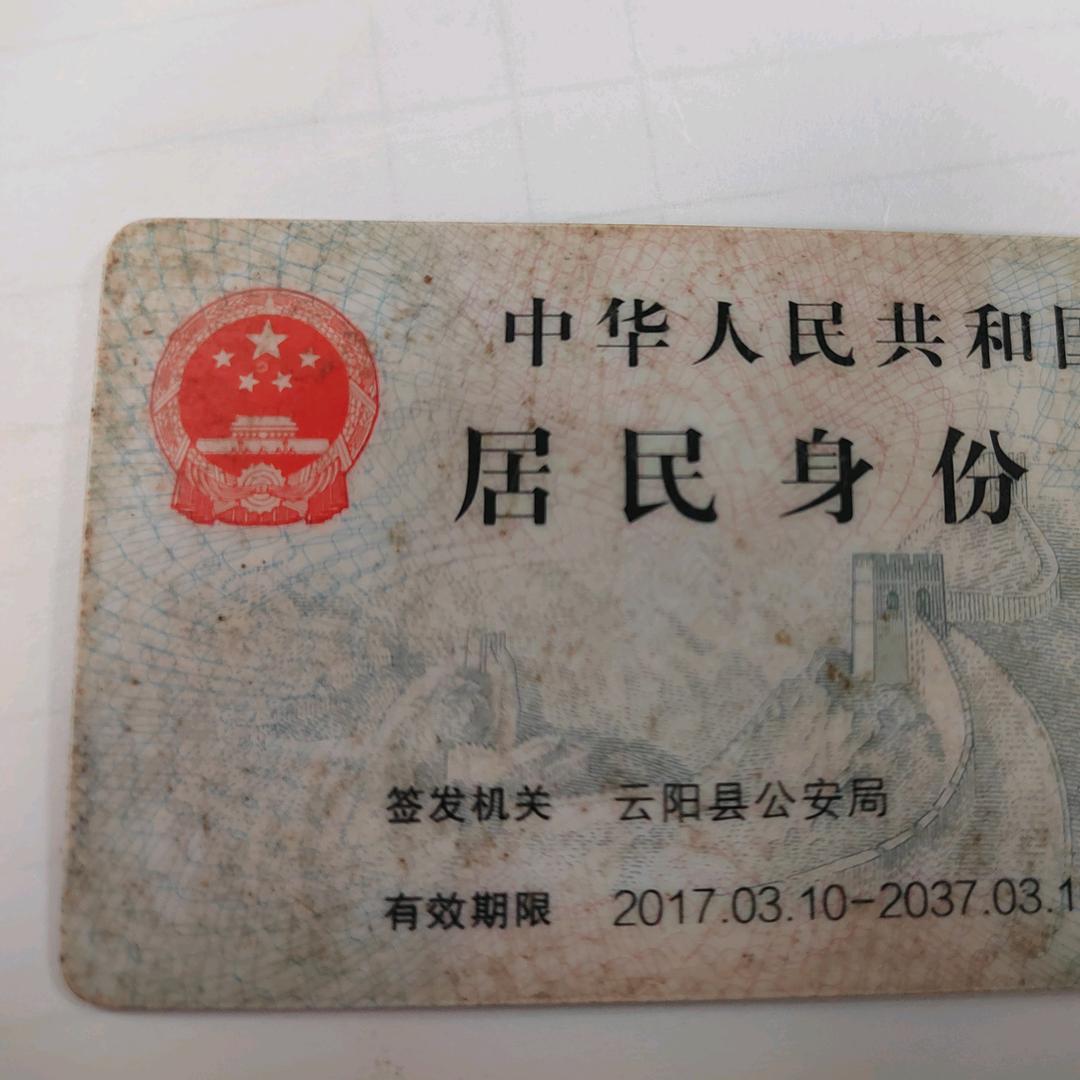 中华人民共和
居民身份
签发机关 云阳县公安局
有效期限 2017.03.10-2037.03.1